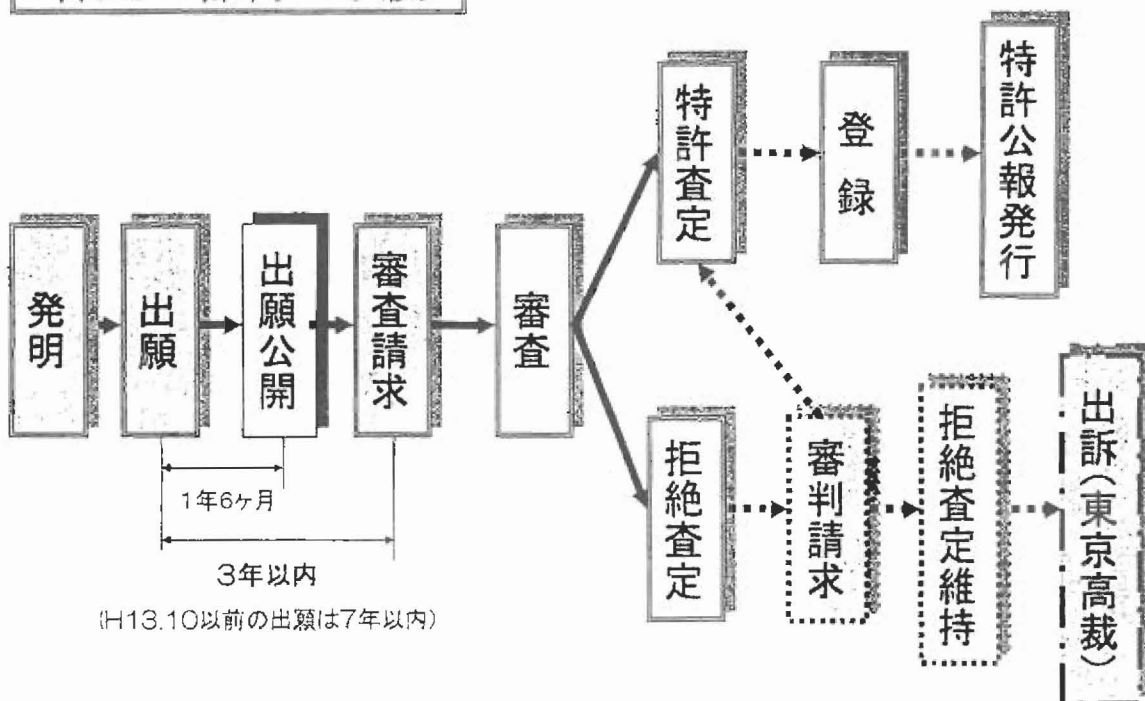 発明
出願
出願公開
審査請求
審査
特許査定
登録
特許公報発行
拒絶査定
審判請求
拒絶査定維持
出訴(東京高裁)
1年6ヶ月
3年以内
(H13.10以前の出願は7年以内)